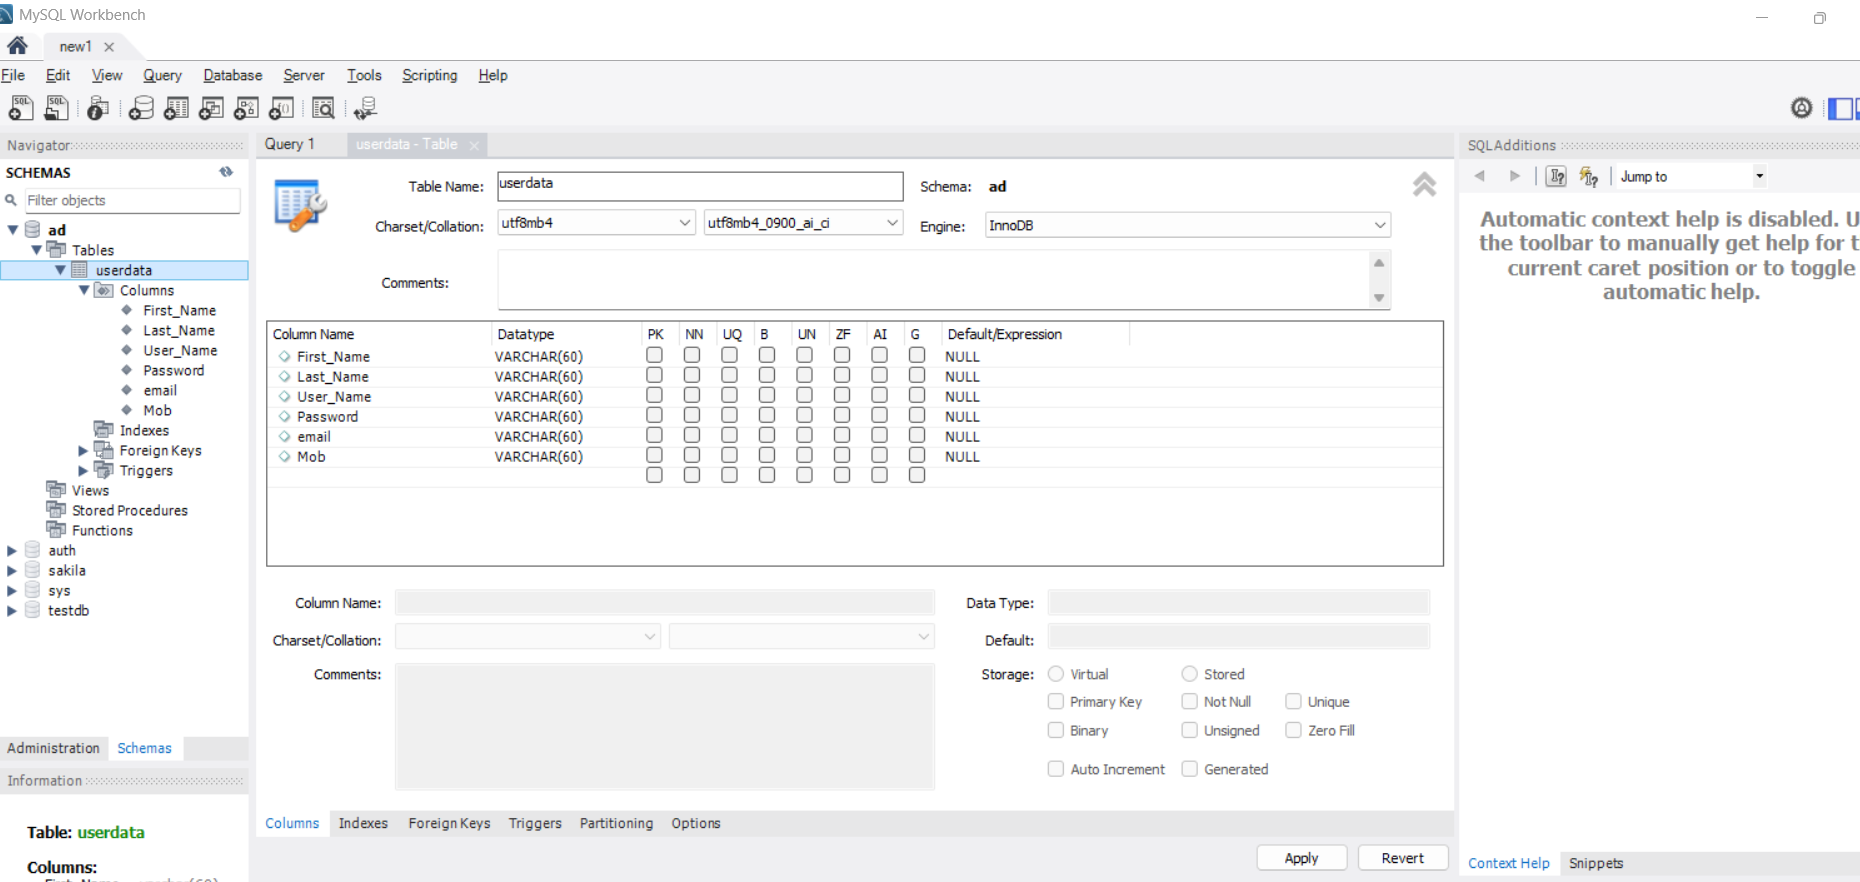 MySQL Workbench
new1
File Edit View Query Database Server Tools Scripting Help
Navigator
SCHEMAS
Filter objects
ad
Tables
userdata
Columns
First_Name
Last_Name
User_Name
Password
email
Mob
Indexes
Foreign Keys
Triggers
Views
Stored Procedures
Functions
auth
sakila
sys
testdb
Administration Schemas
Information
Table: userdata
Columns:
Query 1 userdata - Table
Table Name: userdata Schema: ad
Charset/Collation: utf8mb4 utf8mb4_0900_ai_ci Engine: InnoDB
Comments:
Column Name Datatype PK NN UQ B UN ZF AI G Default/Expression
First_Name VARCHAR(60) NULL
Last_Name VARCHAR(60) NULL
User_Name VARCHAR(60) NULL
Password VARCHAR(60) NULL
email VARCHAR(60) NULL
Mob VARCHAR(60) NULL
Column Name: Data Type:
Charset/Collation: Default:
Comments: Storage: Virtual Stored
Primary Key Not Null Unique
Binary Unsigned Zero Fill
Auto Increment Generated
Columns Indexes Foreign Keys Triggers Partitioning Options
Apply Revert
SQLAdditions
Jump to
Automatic context help is disabled. U
the toolbar to manually get help for t
current caret position or to toggle
automatic help.
Context Help Snippets